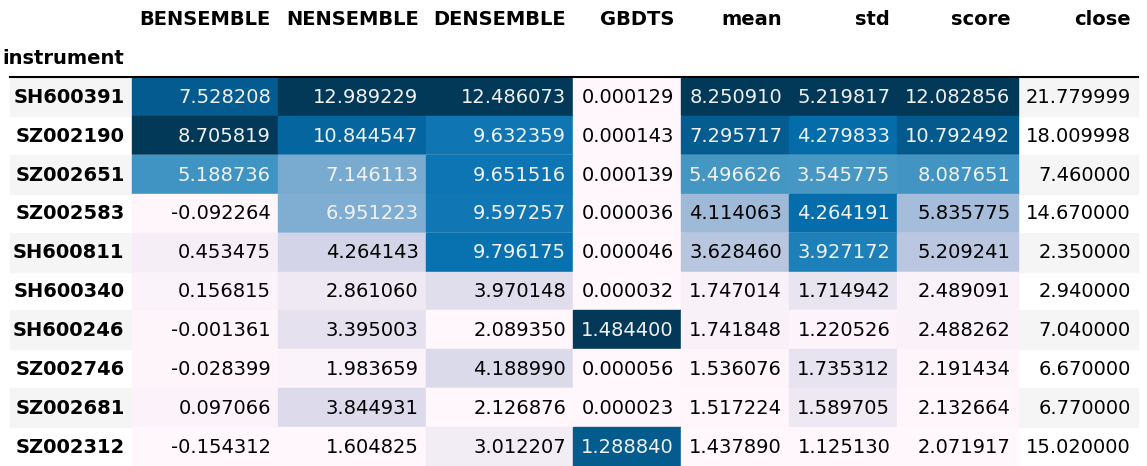 BENSEMBLE NENSEMBLE DENSEMBLE GBDTS mean std score close
instrument
SH600391 7.528208 12.989229 12.486073 0.000129 8.250910 5.219817 12.082856 21.779999
SZ002190 8.705819 10.844547 9.632359 0.000143 7.295717 4.279833 10.792492 18.009998
SZ002651 5.188736 7.146113 9.651516 0.000139 5.496626 3.545775 8.087651 7.460000
SZ002583 -0.092264 6.951223 9.597257 0.000036 4.114063 4.264191 5.835775 14.670000
SH600811 0.453475 4.264143 9.796175 0.000046 3.628460 3.927172 5.209241 2.350000
SH600340 0.156815 2.861060 3.970148 0.000032 1.747014 1.714942 2.489091 2.940000
SH600246 -0.001361 3.395003 2.089350 1.484400 1.741848 1.220526 2.488262 7.040000
SZ002746 -0.028399 1.983659 4.188990 0.000056 1.536076 1.735312 2.191434 6.670000
SZ002681 0.097066 3.844931 2.126876 0.000023 1.517224 1.589705 2.132664 6.770000
SZ002312 -0.154312 1.604825 3.012207 1.288840 1.437890 1.125130 2.071917 15.020000